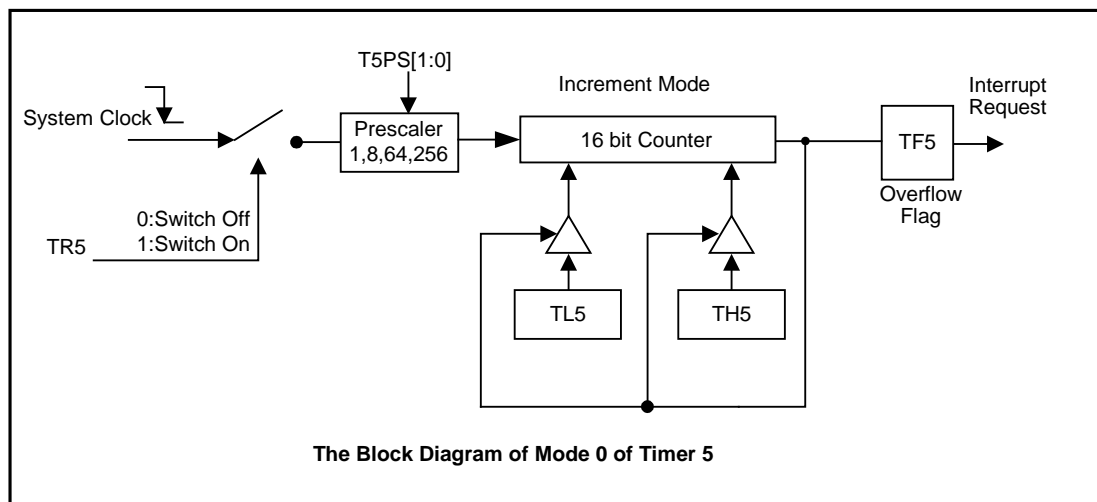 T5PS[1:0]
Increment Mode
Interrupt
Request
System Clock
Prescaler
1,8,64,256
16 bit Counter
TF5
Overflow
Flag
0:Switch Off
1:Switch On
TR5
TL5
TH5
The Block Diagram of Mode 0 of Timer 5